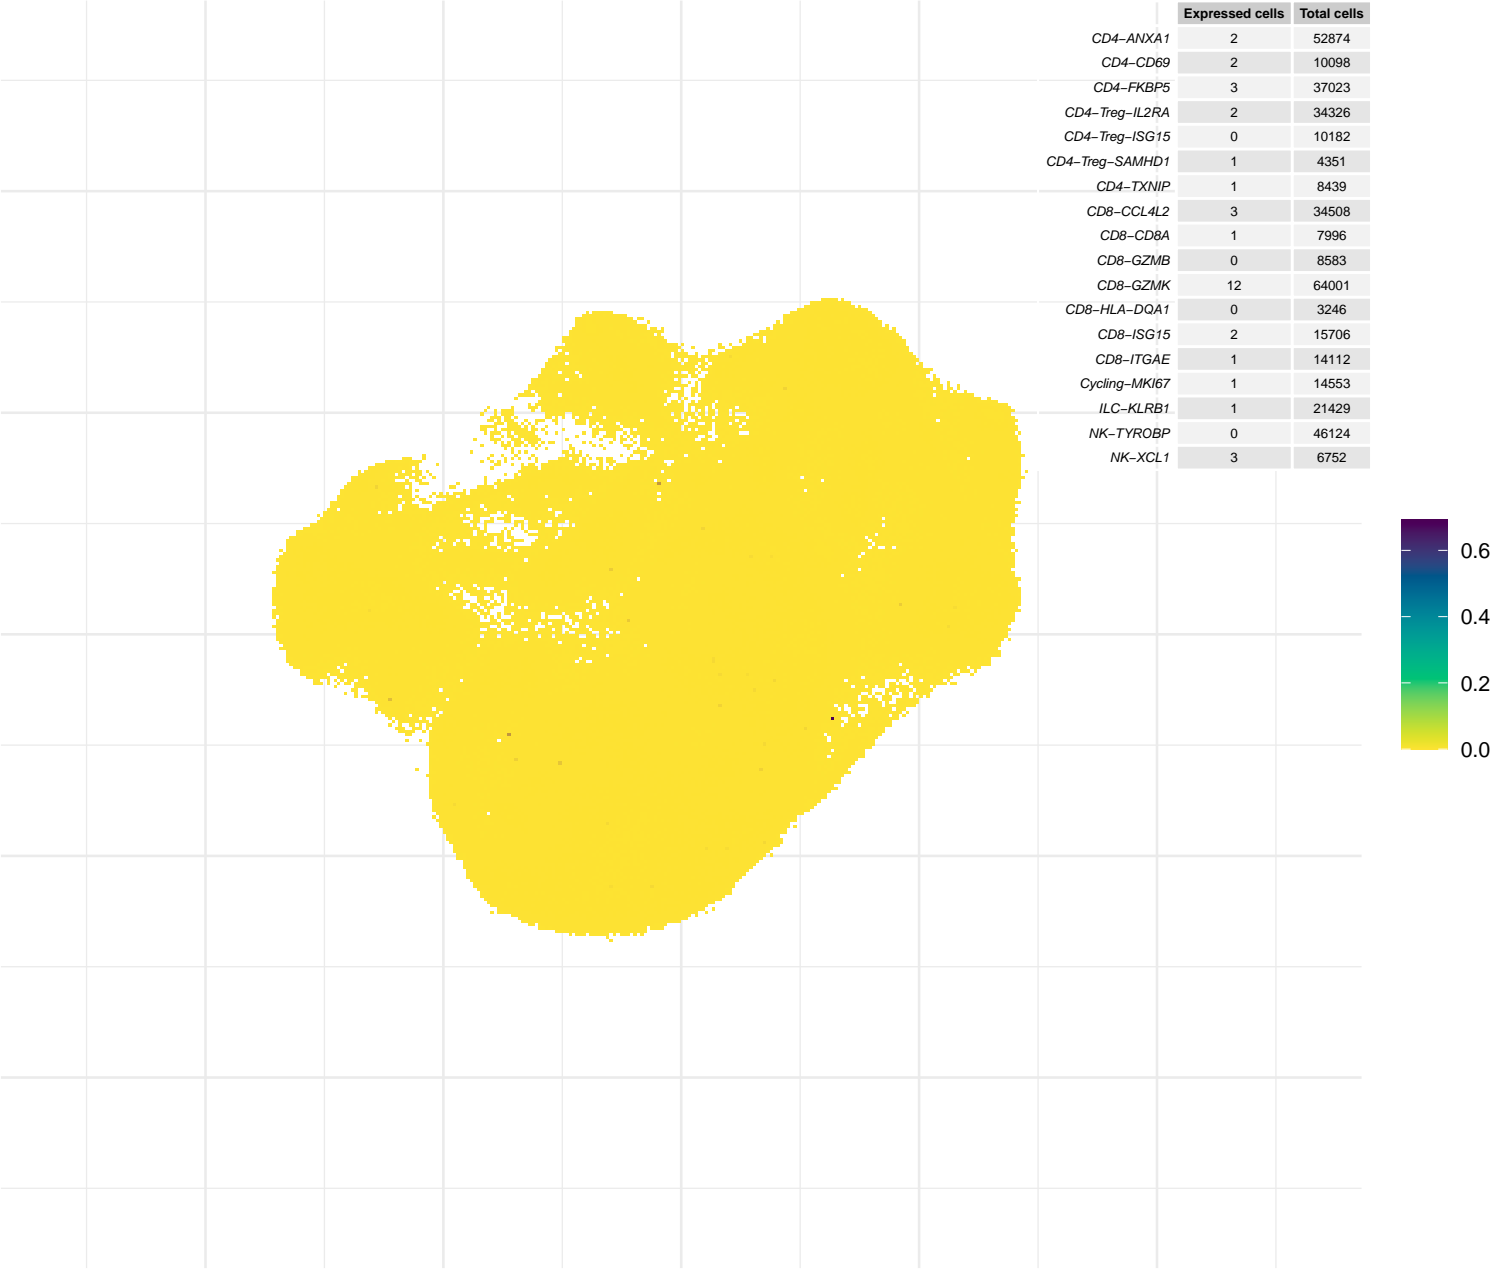 Expressed cells Total cells
CD4−ANXA1 2 52874
CD4−CD69 2 10098
CD4−FKBP5 3 37023
CD4−Treg−IL2RA 2 34326
CD4−Treg−ISG15 0 10182
CD4−Treg−SAMHD1 1 4351
CD4−TXNIP 1 8439
CD8−CCL4L2 3 34508
CD8−CD8A 1 7996
CD8−GZMB 0 8583
CD8−GZMK 12 64001
CD8−HLA−DQA1 0 3246
CD8−ISG15 2 15706
CD8−ITGAE 1 14112
Cycling−MKI67 1 14553
ILC−KLRB1 1 21429
NK−TYROBP 0 46124
NK−XCL1 3 6752
0.6
0.4
0.2
0.0